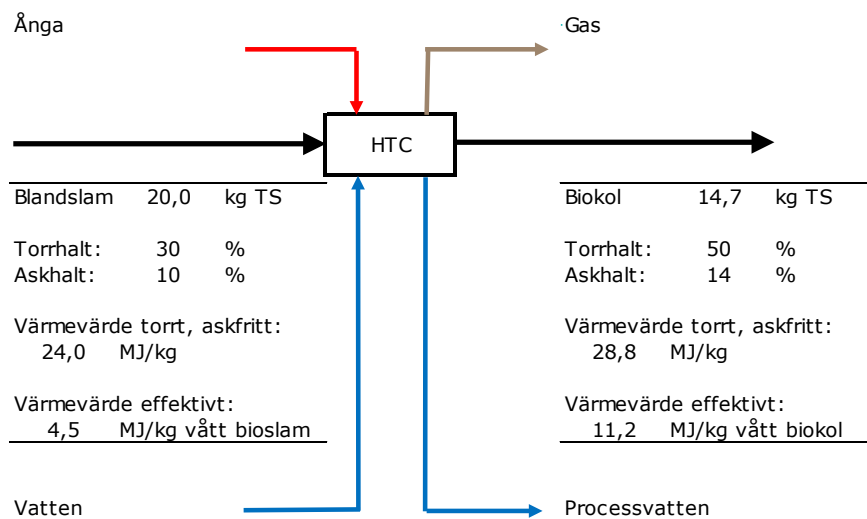 Ånga
Gas
HTC
Blandslam 20,0 kg TS
Torrhalt: 30 %
Askhalt: 10 %
Värmevärde torrt, askfritt:
24,0 MJ/kg
Värmevärde effektivt:
4,5 MJ/kg vått bioslam
Biokol 14,7 kg TS
Torrhalt: 50 %
Askhalt: 14 %
Värmevärde torrt, askfritt:
28,8 MJ/kg
Värmevärde effektivt:
11,2 MJ/kg vått biokol
Vatten
Processvatten